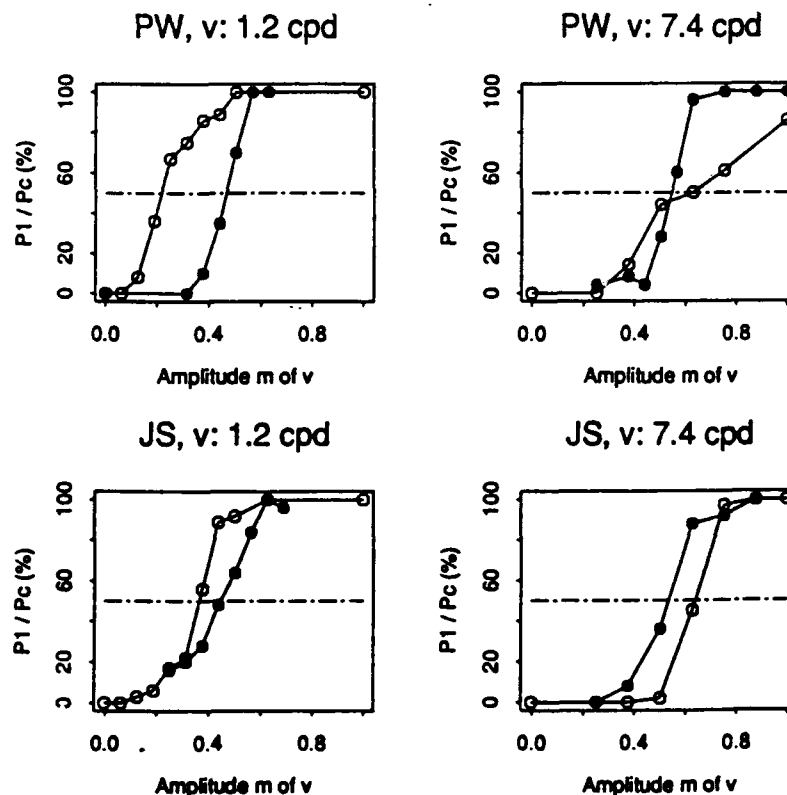 PW, v: 1.2 cpd
P1 / Pc (%)
100
60
20
0
0.0 0.4 0.8
Amplitude m of v
PW, v: 7.4 cpd
P1 / Pc (%)
100
60
20
0
0.0 0.4 0.8
Amplitude m of v
JS, v: 1.2 cpd
P1 / Pc (%)
100
60
20
0
0.0 0.4 0.8
Amplitude m of v
JS, v: 7.4 cpd
P1 / Pc (%)
100
60
20
0
0.0 0.4 0.8
Amplitude m of v